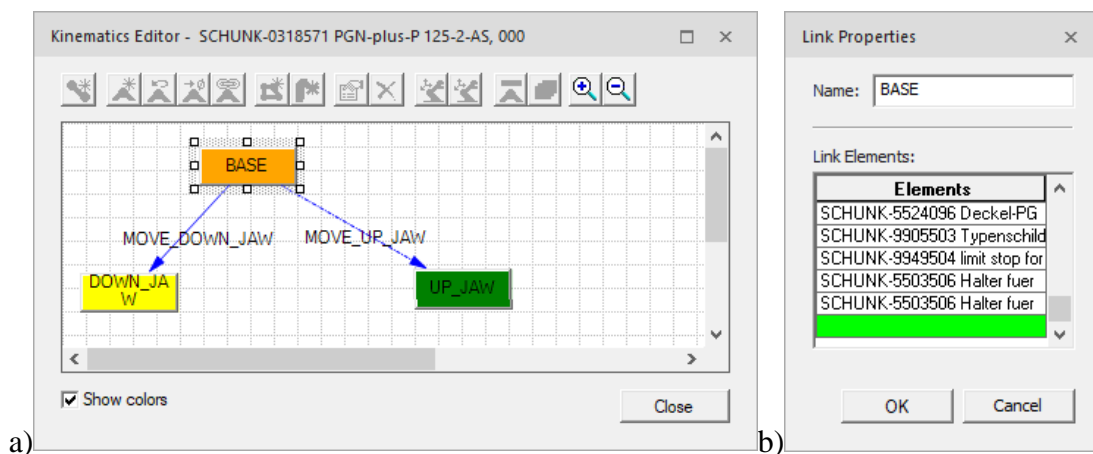 Kinematics Editor - SCHUNK-0318571 PGN-plus-P 125-2-AS, 000
BASE
MOVE_DOWN_JAW
MOVE_UP_JAW
DOWN_JA
W
UP_JAW
Show colors
Close
a)
Link Properties
Name:
BASE
Link Elements:
Elements
SCHUNK-5524096 Deckel-PG
SCHUNK-9905503 Typenschild
SCHUNK-9949504 limit stop for
SCHUNK-5503506 Halter fuer
SCHUNK-5503506 Halter fuer
OK
Cancel
b)